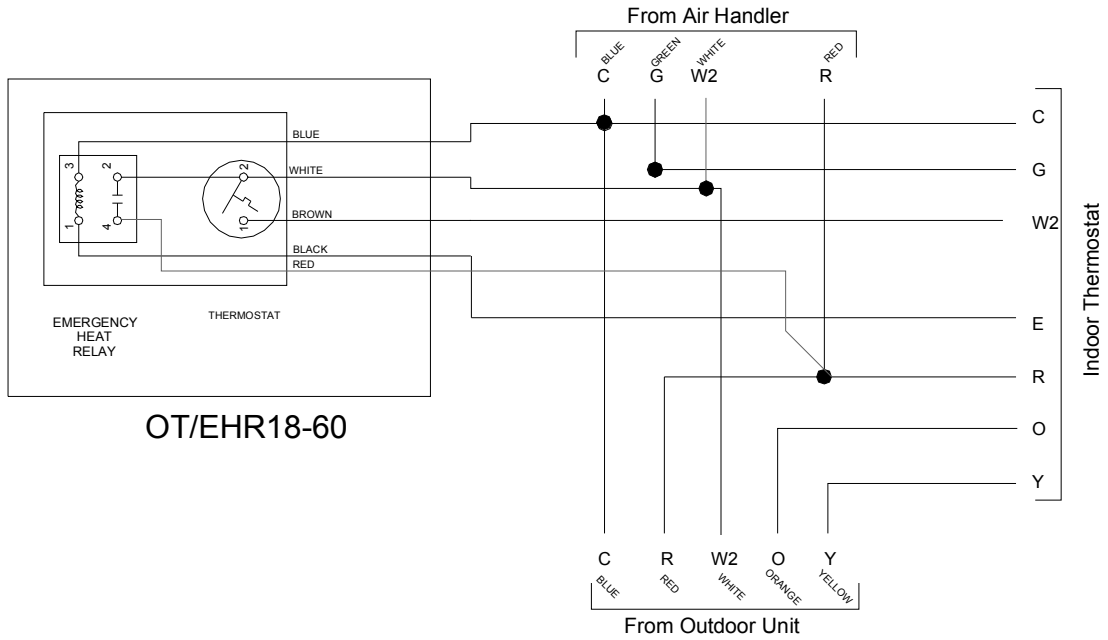 From Air Handler
BLUE GREEN WHITE RED
C G W2 R
BLUE
WHITE
BROWN
BLACK
RED
3 2
1 4
2
1
EMERGENCY
HEAT
RELAY
THERMOSTAT
OT/EHR18-60
C
G
W2
E
R
O
Y
Indoor Thermostat
C R W2 O Y
BLUE RED WHITE ORANGE YELLOW
From Outdoor Unit